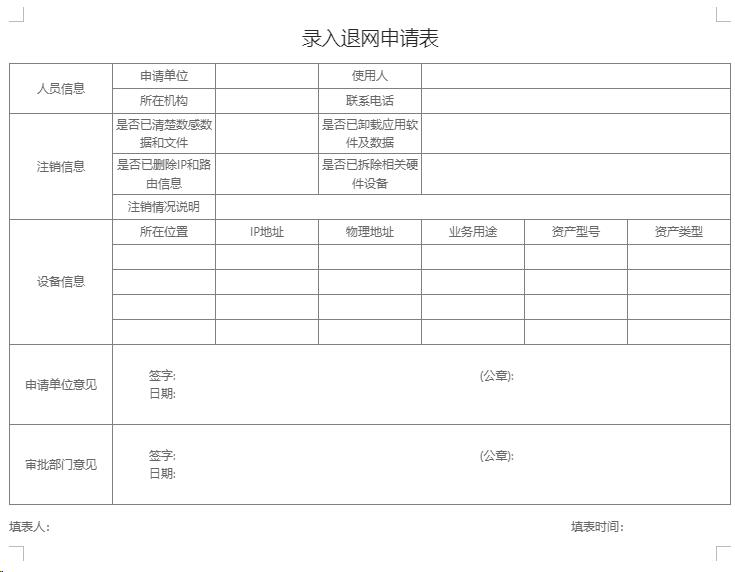 录入退网申请表
人员信息
申请单位
使用人
所在机构
联系电话
注销信息
是否已清楚数感数
据和文件
是否已卸载应用软
件及数据
是否已删除IP和路
由信息
是否已拆除相关硬
件设备
注销情况说明
设备信息
所在位置
IP地址
物理地址
业务用途
资产型号
资产类型
申请单位意见
签字:
(公章):
日期:
审批部门意见
签字:
(公章):
日期:
填表人:
填表时间: